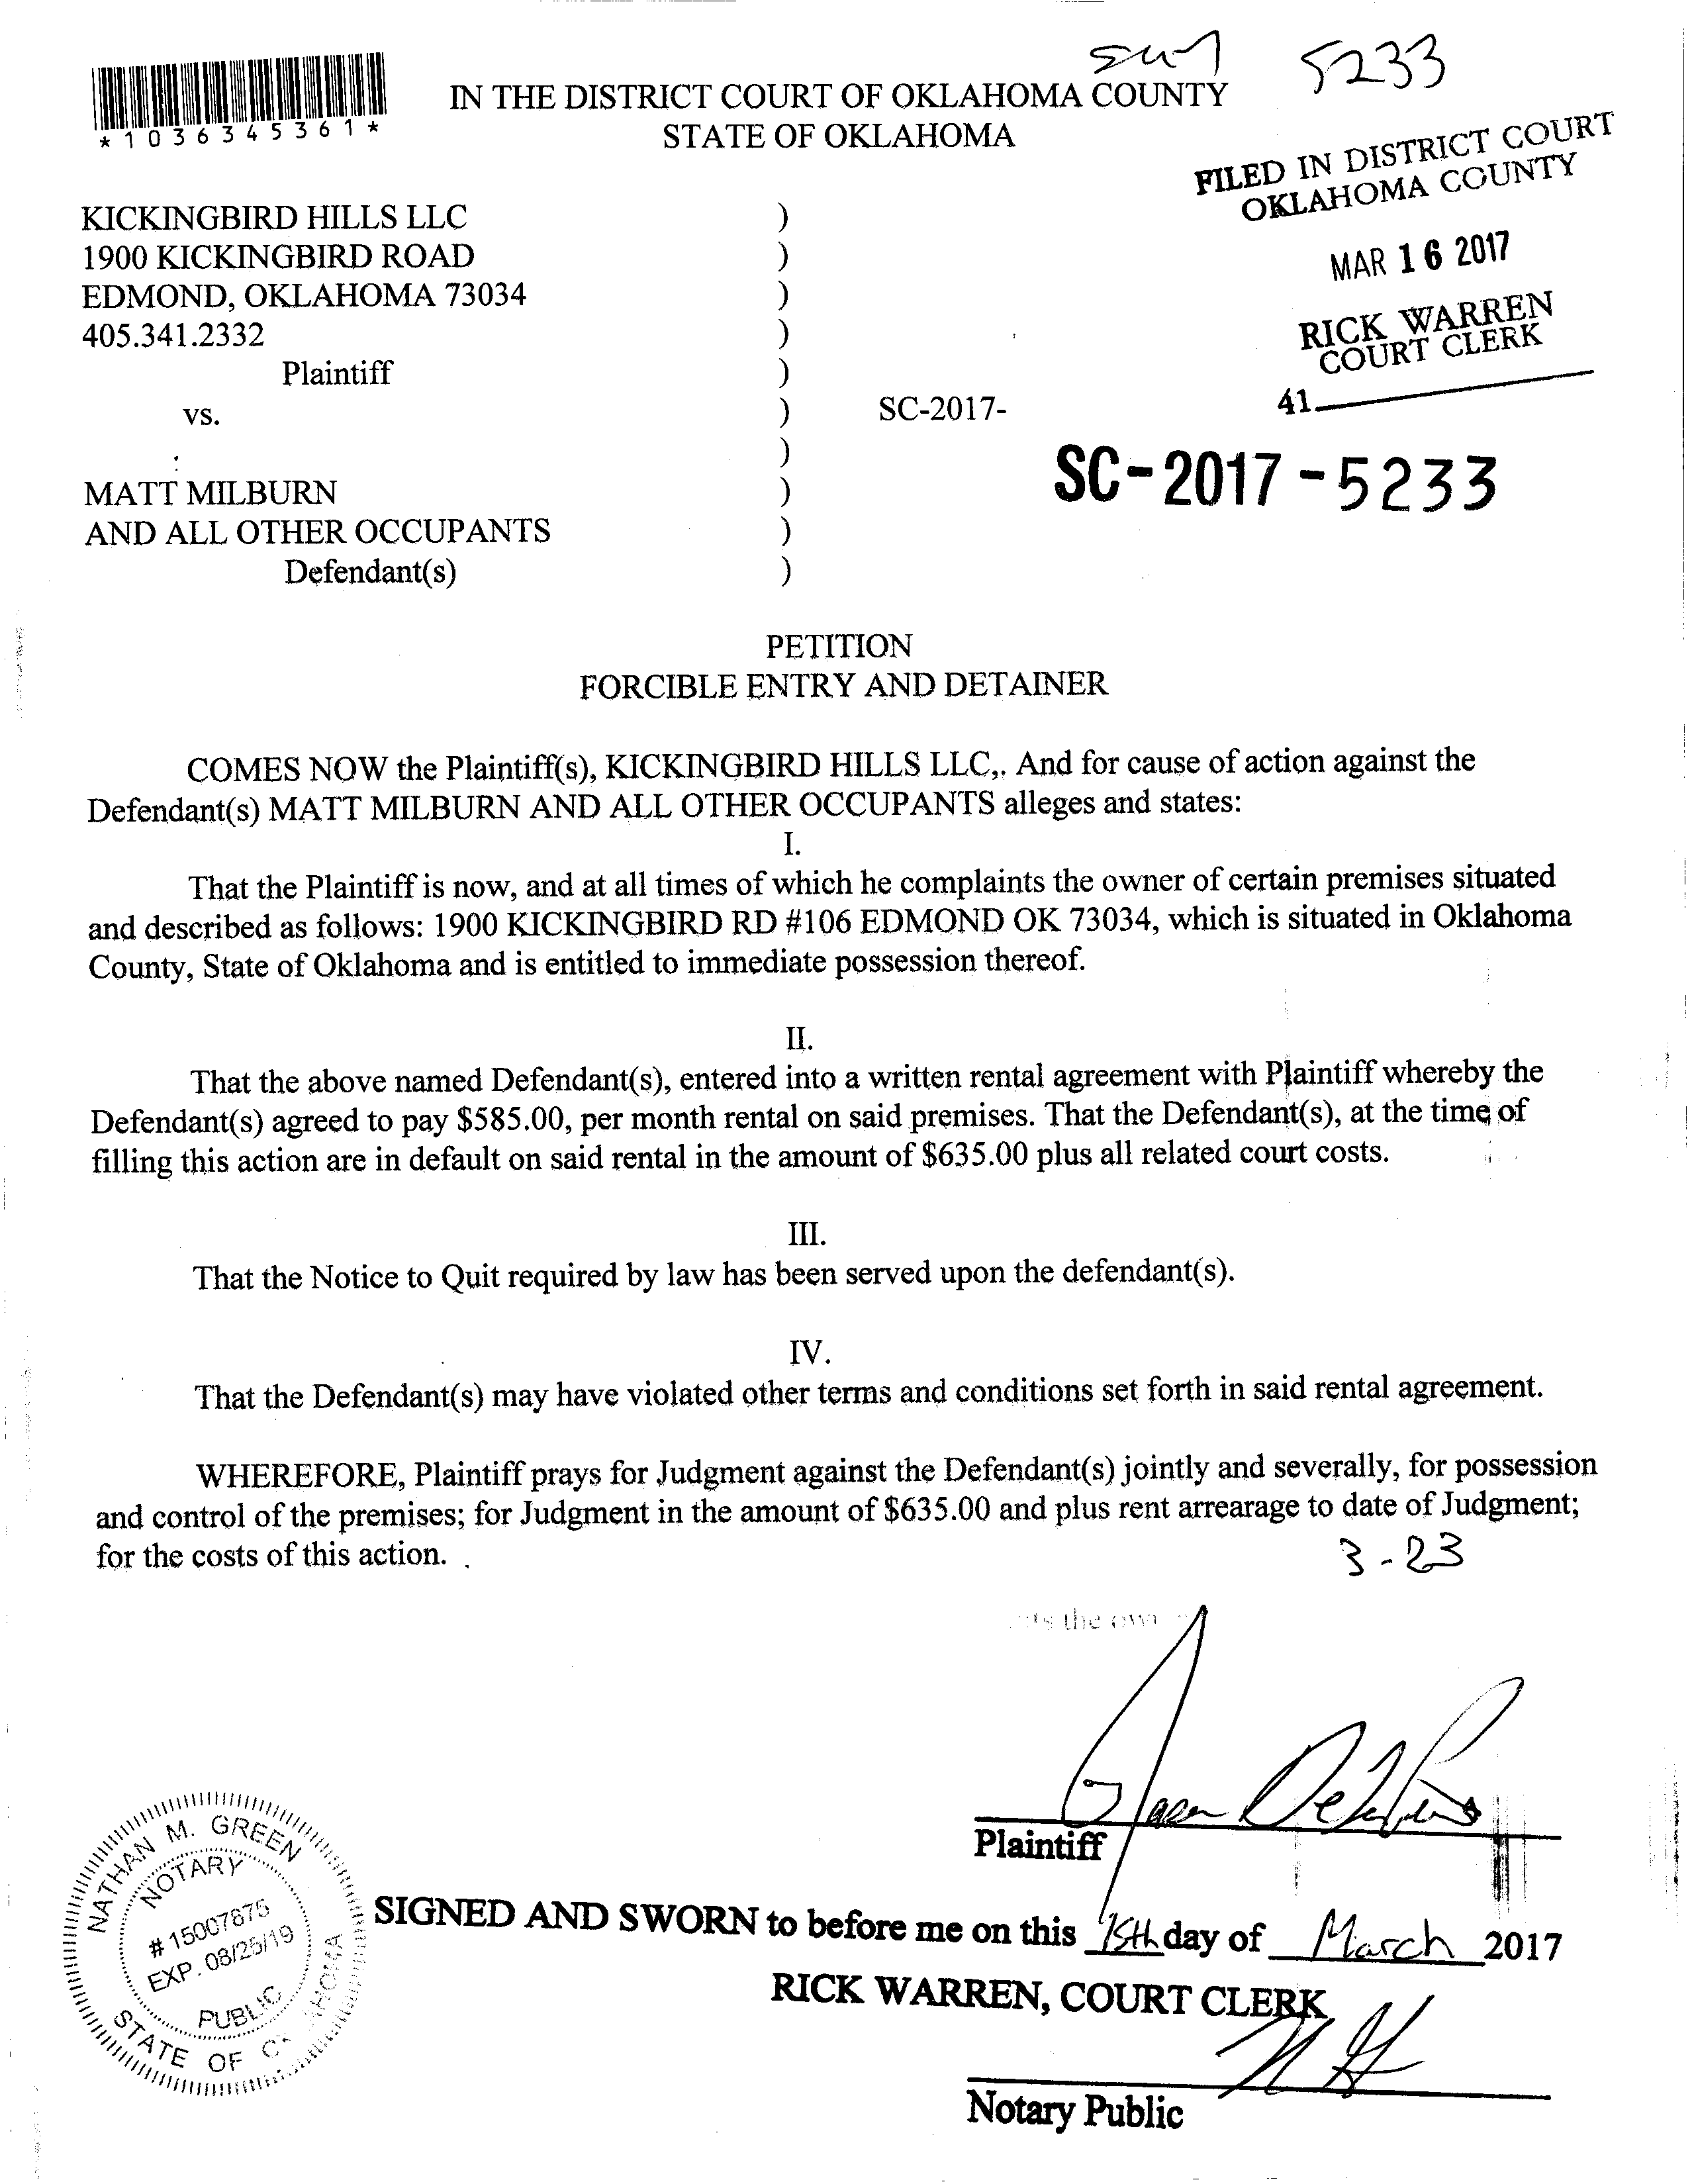 5233
*1036345361*
IN THE DISTRICT COURT OF OKLAHOMA COUNTY
STATE OF OKLAHOMA
FILED IN DISTRICT COURT
OKLAHOMA COUNTY
MAR 16 2017
RICK WARREN
COURT CLERK
41
KICKINGBIRD HILLS LLC )
1900 KICKINGBIRD ROAD )
EDMOND, OKLAHOMA 73034 )
405.341.2332 )
Plaintiff )
vs. ) SC-2017-
)
SC-2017-5233
MATT MILBURN )
AND ALL OTHER OCCUPANTS )
Defendant(s) )
PETITION
FORCIBLE ENTRY AND DETAINER
COMES NOW the Plaintiff(s), KICKINGBIRD HILLS LLC,. And for cause of action against the
Defendant(s) MATT MILBURN AND ALL OTHER OCCUPANTS alleges and states:
I.
That the Plaintiff is now, and at all times of which he complaints the owner of certain premises situated
and described as follows: 1900 KICKINGBIRD RD #106 EDMOND OK 73034, which is situated in Oklahoma
County, State of Oklahoma and is entitled to immediate possession thereof.
II.
That the above named Defendant(s), entered into a written rental agreement with Plaintiff whereby the
Defendant(s) agreed to pay $585.00, per month rental on said premises. That the Defendant(s), at the time of
filling this action are in default on said rental in the amount of $635.00 plus all related court costs.
III.
That the Notice to Quit required by law has been served upon the defendant(s).
IV.
That the Defendant(s) may have violated other terms and conditions set forth in said rental agreement.
WHEREFORE, Plaintiff prays for Judgment against the Defendant(s) jointly and severally, for possession
and control of the premises; for Judgment in the amount of $635.00 and plus rent arrearage to date of Judgment;
for the costs of this action. .
3-23
the
Plaintiff
NATHAN M. GREEN
NOTARY
#15007875
EXP. 08/25/19
PUBLIC
STATE OF OKLAHOMA
SIGNED AND SWORN to before me on this 15th day of March 2017
RICK WARREN, COURT CLERK
Notary Public